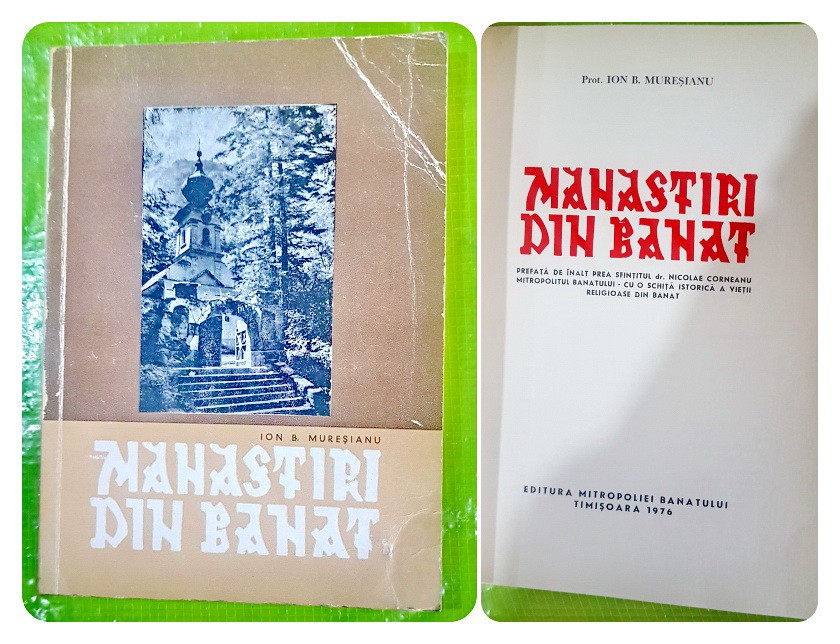 ION B. MUREȘIANU
MANASTIRI
DIN BANAT
Prot. ION B. MUREȘIANU
MANASTIRI
DIN BANAT
PREFAȚĂ DE ÎNALT PREA SFINȚITUL dr. NICOLAE CORNEANU
MITROPOLITUL BANATULUI - CU O SCHIȚĂ ISTORICĂ A VIEȚII
RELIGIOASE DIN BANAT
EDITURA MITROPOLIEI BANATULUI
TIMIȘOARA 1976